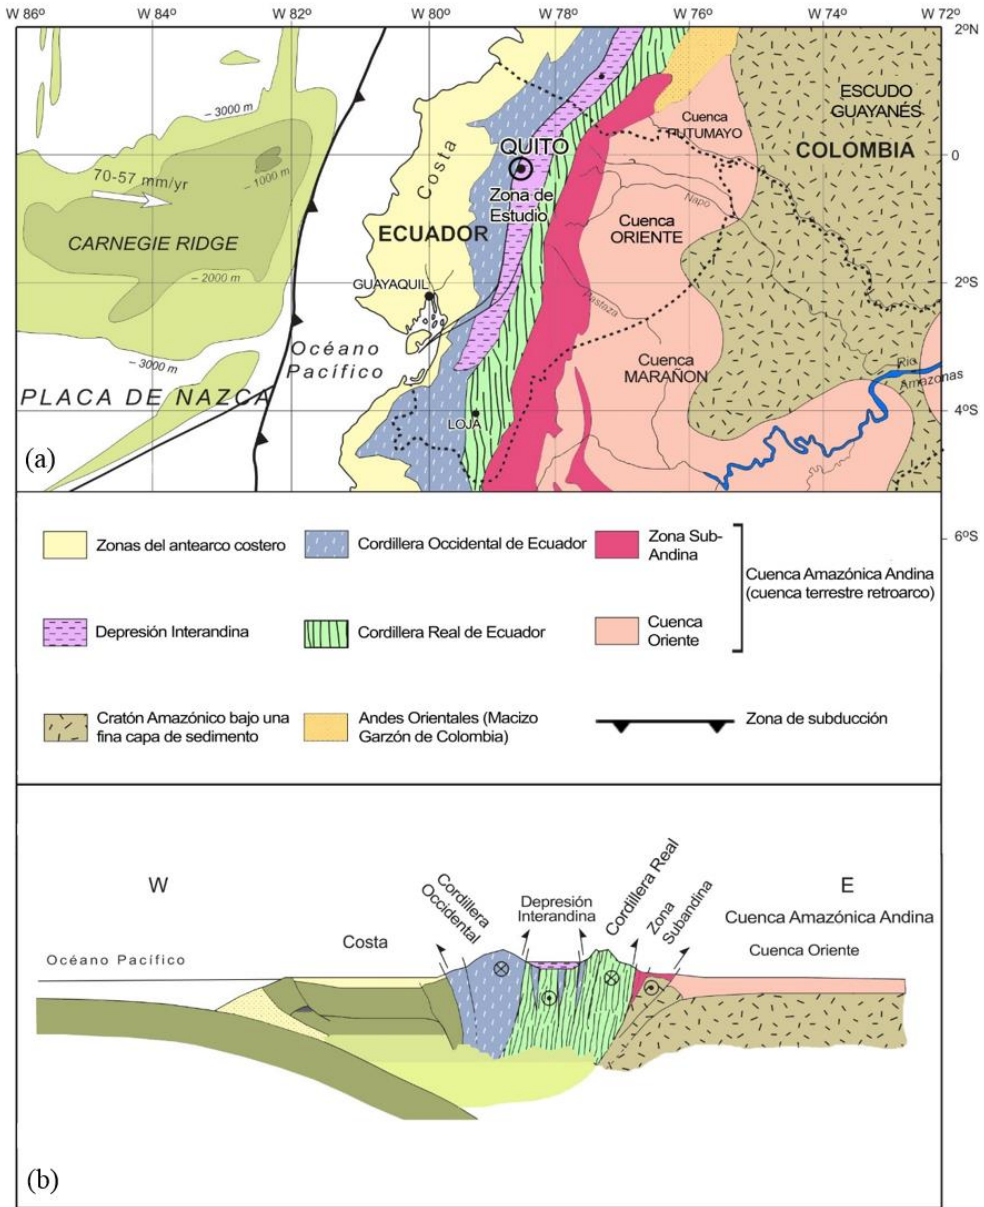 W 86º W 84º W 82º W 80º W 78º W 76º W 74º W 72º
2ºN
– 3000 m
ESCUDO
GUAYANÉS
Cuenca
PUTUMAYO
COLOMBIA
Costa
QUITO
0
– 1000 m
70-57 mm/yr
Zona de
Estudio
Napo
Cuenca
ORIENTE
CARNEGIE RIDGE
ECUADOR
– 2000 m
GUAYAQUIL
2ºS
Pastaza
– 3000 m
Océano
Pacífico
Cuenca
MARAÑON
Rio
Amazonas
PLACA DE NAZCA
LOJA
4ºS
(a)
Zonas del antearco costero
Cordillera Occidental de Ecuador
Zona Sub-
Andina
6ºS
Cuenca Amazónica Andina
(cuenca terrestre retroarco)
Depresión Interandina
Cordillera Real de Ecuador
Cuenca
Oriente
Cratón Amazónico bajo una
fina capa de sedimento
Andes Orientales (Macizo
Garzón de Colombia)
Zona de subducción
W
E
Cordillera
Occidental
Depresión
Interandina
Cordillera Real
Zona
Subandina
Cuenca Amazónica Andina
Costa
Cuenca Oriente
Océano Pacífico
(b)